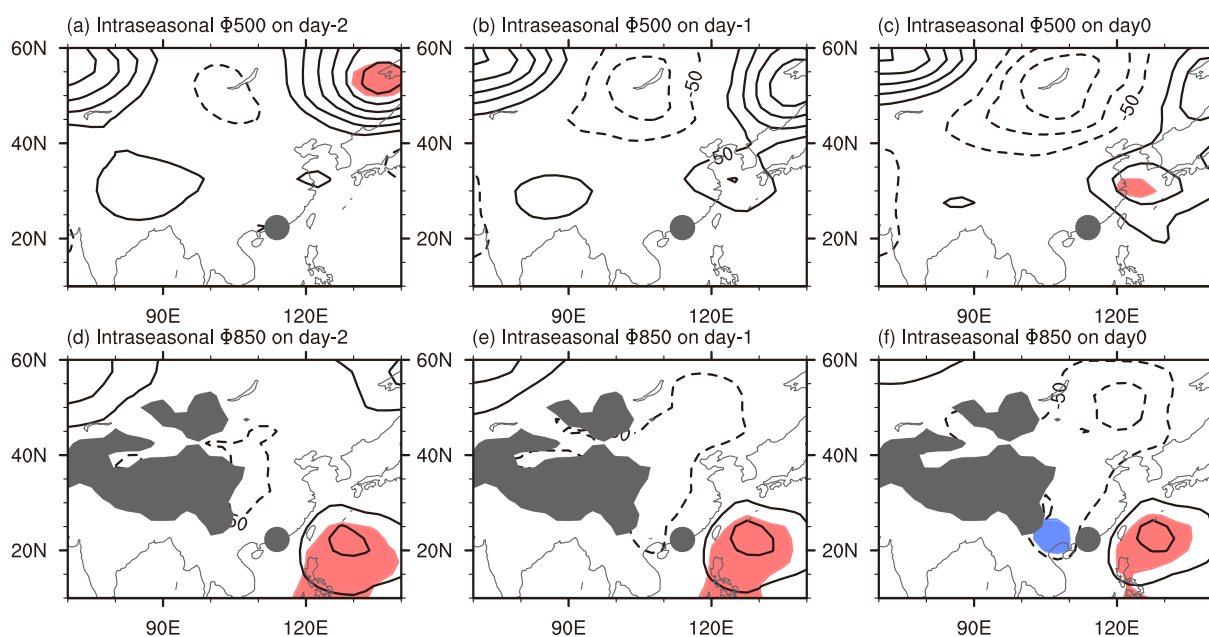 (a) Intraseasonal Φ500 on day-2
(b) Intraseasonal Φ500 on day-1
(c) Intraseasonal Φ500 on day0
60N
40N
20N
90E
120E
60N
40N
20N
90E
120E
-50
50
60N
40N
20N
90E
120E
-50
(d) Intraseasonal Φ850 on day-2
(e) Intraseasonal Φ850 on day-1
(f) Intraseasonal Φ850 on day0
60N
40N
20N
90E
120E
60N
40N
20N
90E
120E
60N
40N
20N
90E
120E
-50